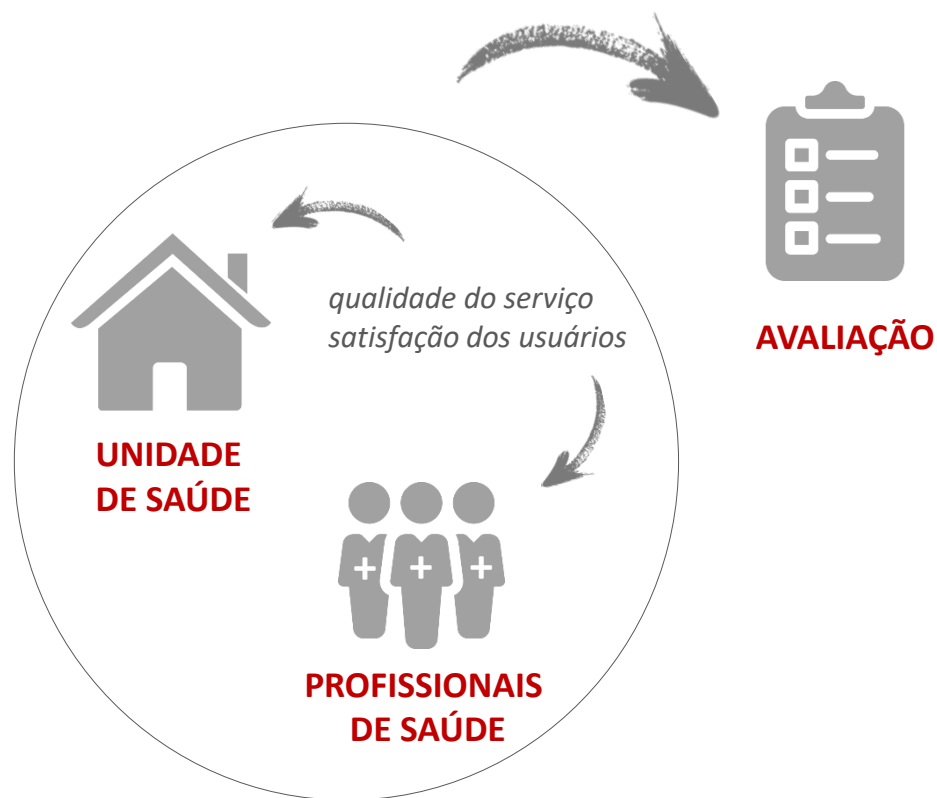 qualidade do serviço
satisfação dos usuários
AVALIAÇÃO
UNIDADE
DE SAÚDE
PROFISSIONAIS
DE SAÚDE